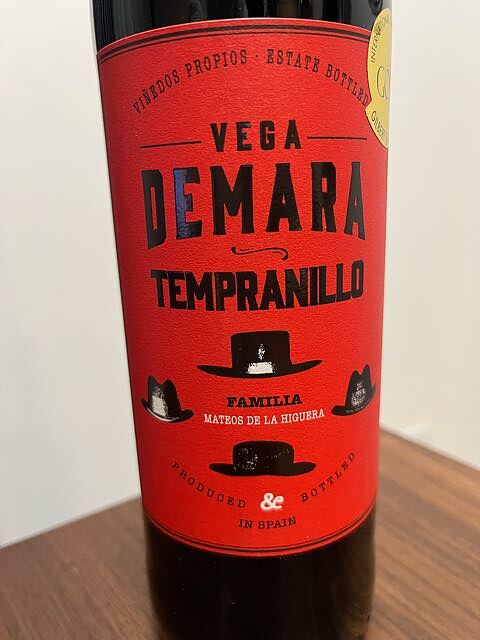 VIÑEDOS PROPIOS · ESTATE BOTTLED
VEGA
DEMARA
TEMPRANILLO
FAMILIA
MATEOS DE LA HIGUERA
PRODUCED & BOTTLED
IN SPAIN